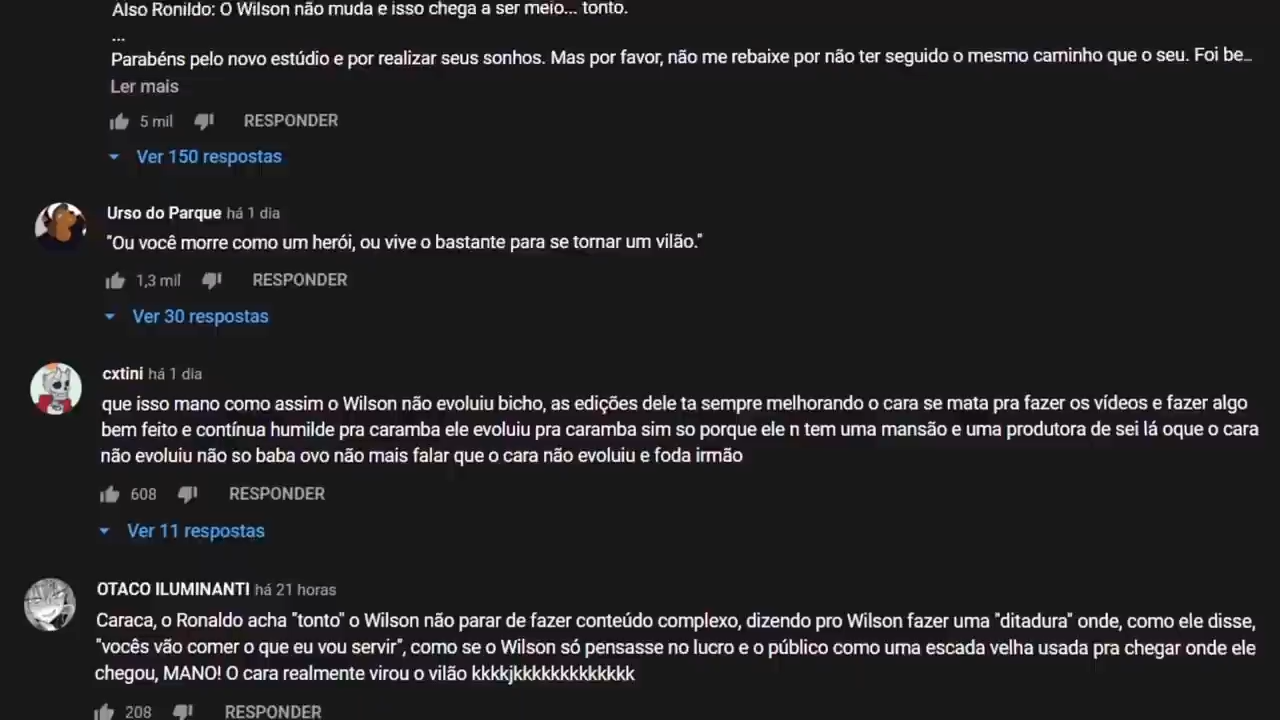 Also Ronildo: O Wilson não muda e isso chega a ser meio... tonto.
...
Parabéns pelo novo estúdio e por realizar seus sonhos. Mas por favor, não me rebaixe por não ter seguido o mesmo caminho que o seu. Foi be...
Ler mais
5 mil RESPONDER
Ver 150 respostas
Urso do Parque há 1 dia
"Ou você morre como um herói, ou vive o bastante para se tornar um vilão."
1,3 mil RESPONDER
Ver 30 respostas
cxtini há 1 dia
que isso mano como assim o Wilson não evoluiu bicho, as edições dele ta sempre melhorando o cara se mata pra fazer os vídeos e fazer algo
bem feito e contínua humilde pra caramba ele evoluiu pra caramba sim so porque ele n tem uma mansão e uma produtora de sei lá oque o cara
não evoluiu não so baba ovo não mais falar que o cara não evoluiu e foda irmão
608 RESPONDER
Ver 11 respostas
OTACO ILUMINANTI há 21 horas
Caraca, o Ronaldo acha "tonto" o Wilson não parar de fazer conteúdo complexo, dizendo pro Wilson fazer uma "ditadura" onde, como ele disse,
"vocês vão comer o que eu vou servir", como se o Wilson só pensasse no lucro e o público como uma escada velha usada pra chegar onde ele
chegou, MANO! O cara realmente virou o vilão kkkkjkkkkkkkkkkkkk
208 RESPONDER